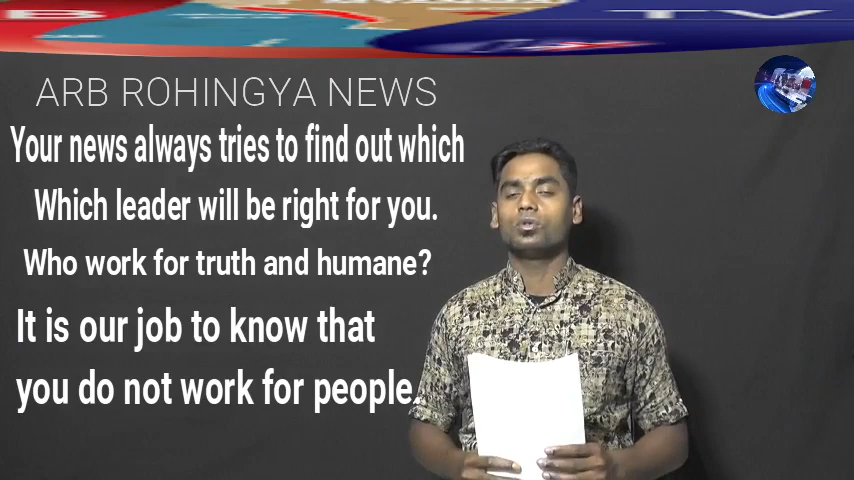 B TV
ARB ROHINGYA NEWS
Your news always tries to find out which
Which leader will be right for you.
Who work for truth and humane?
It is our job to know that
you do not work for people.